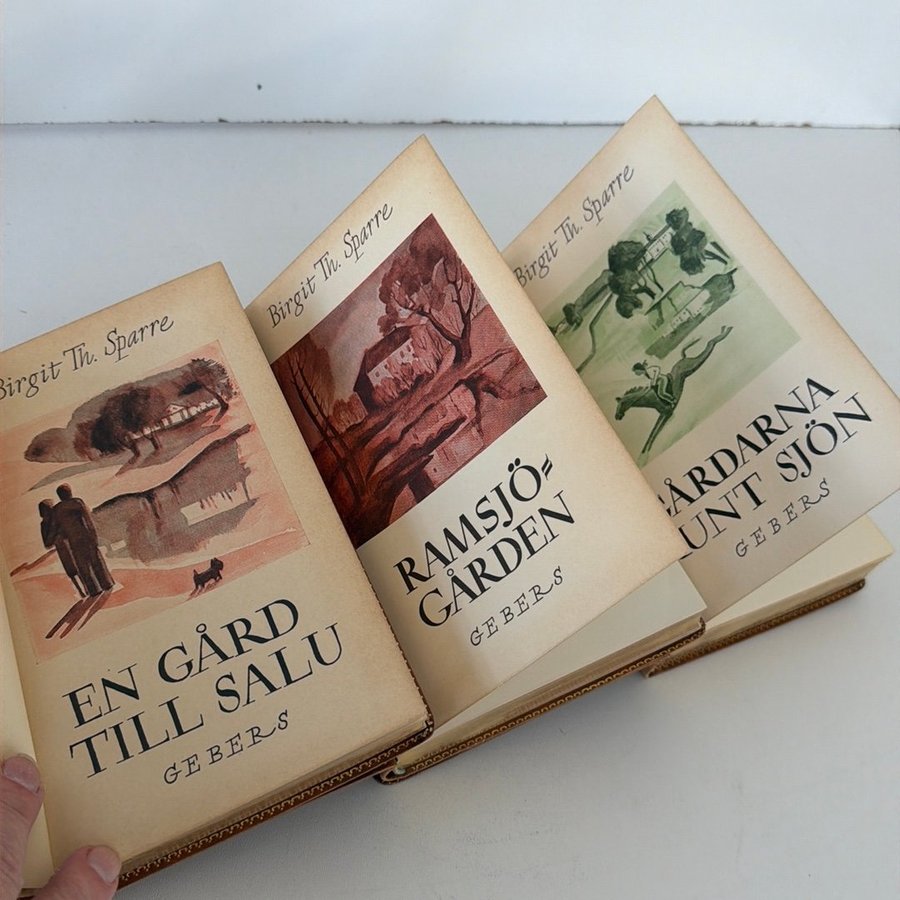 Birgit Th. Sparre
EN GÅRD
TILL SALU
GEBERS
Birgit Th. Sparre
RAMSJÖ=
GÅRDEN
GEBERS
Birgit Th. Sparre
GÅRDARNA
UNT SJÖN
GEBERS